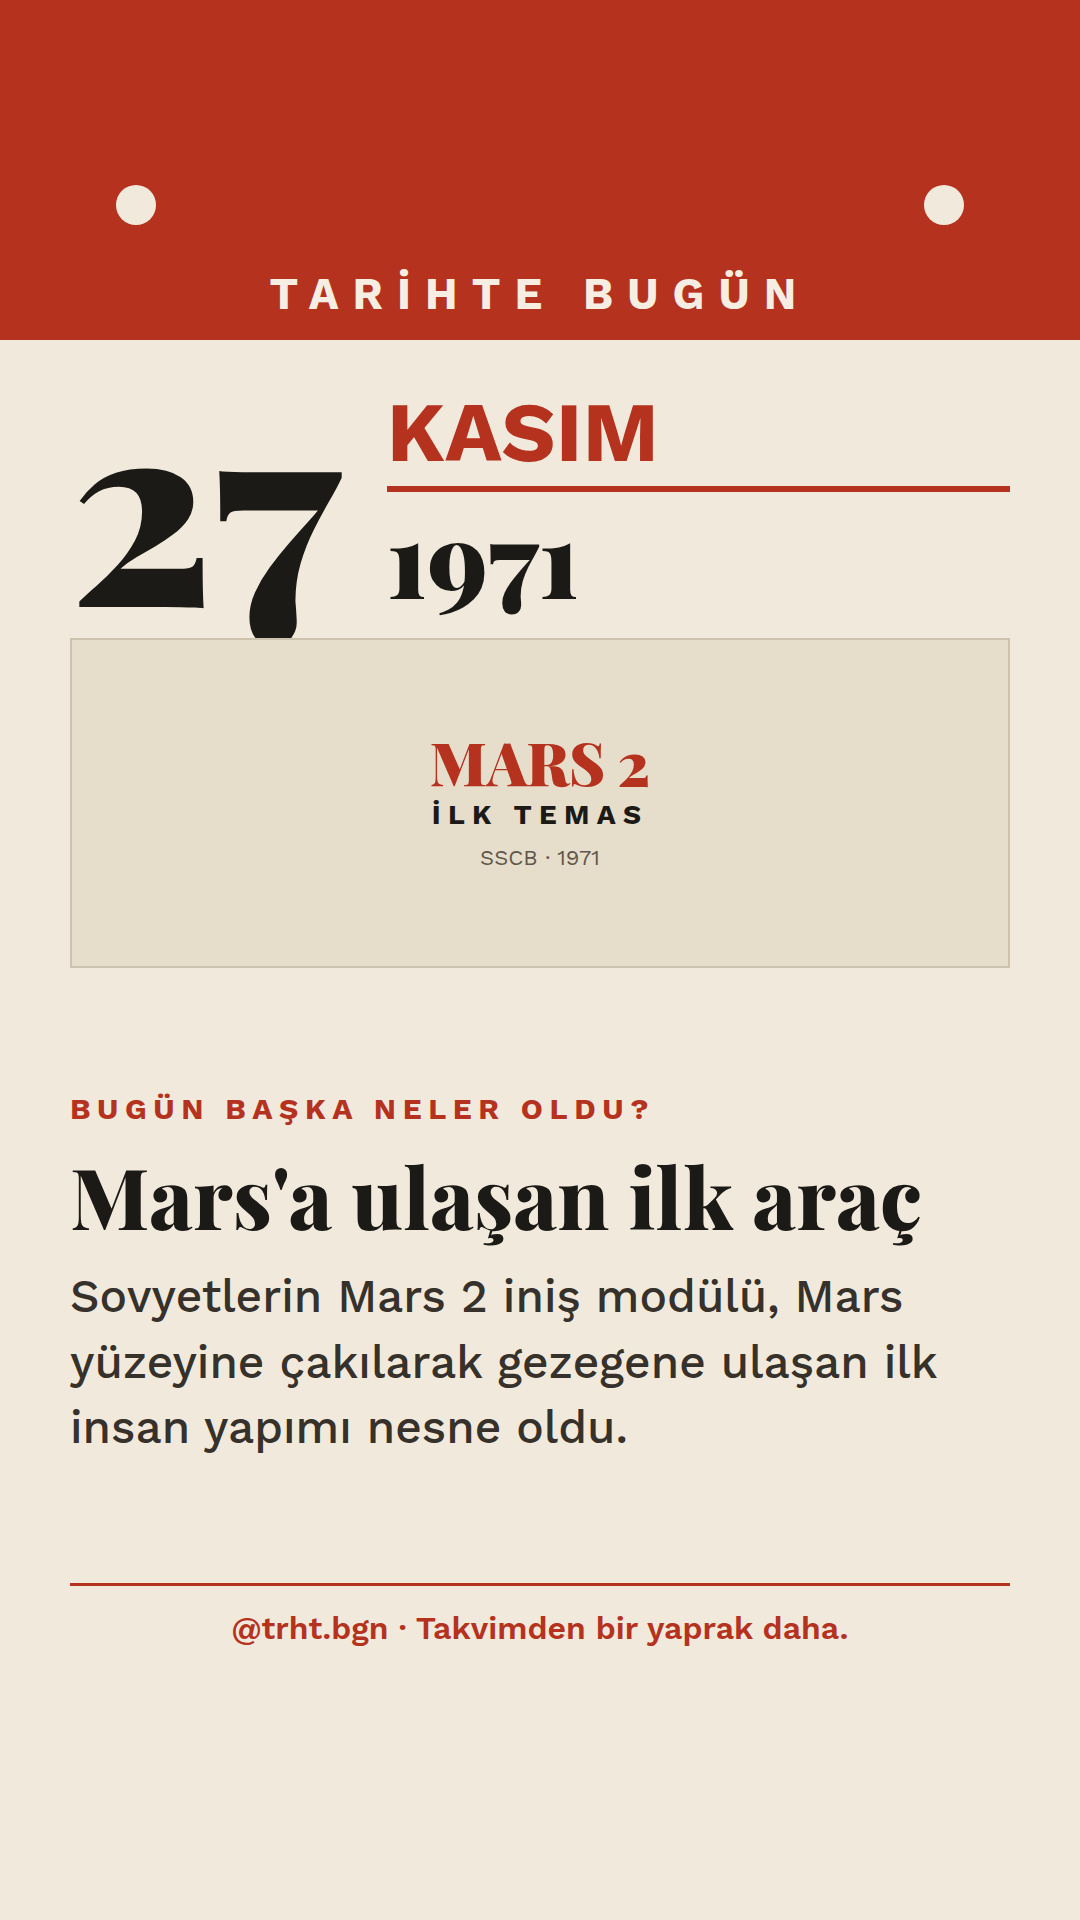 TARİHTE BUGÜN
27
KASIM
1971
MARS 2
İLK TEMAS
SSCB · 1971
BUGÜN BAŞKA NELER OLDU?
Mars'a ulaşan ilk araç
Sovyetlerin Mars 2 iniş modülü, Mars
yüzeyine çakılarak gezegene ulaşan ilk
insan yapımı nesne oldu.
@trht.bgn · Takvimden bir yaprak daha.